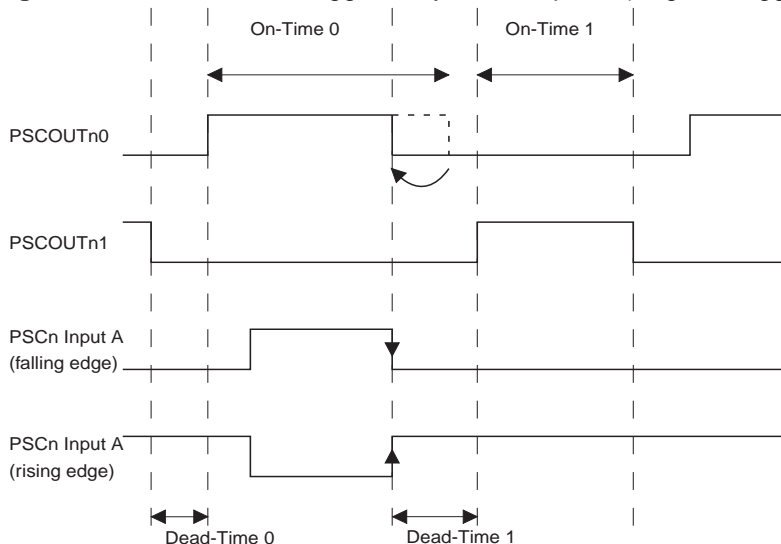 On-Time 0
On-Time 1
PSCOUTn0
PSCOUTn1
PSCn Input A
(falling edge)
PSCn Input A
(rising edge)
Dead-Time 0
Dead-Time 1